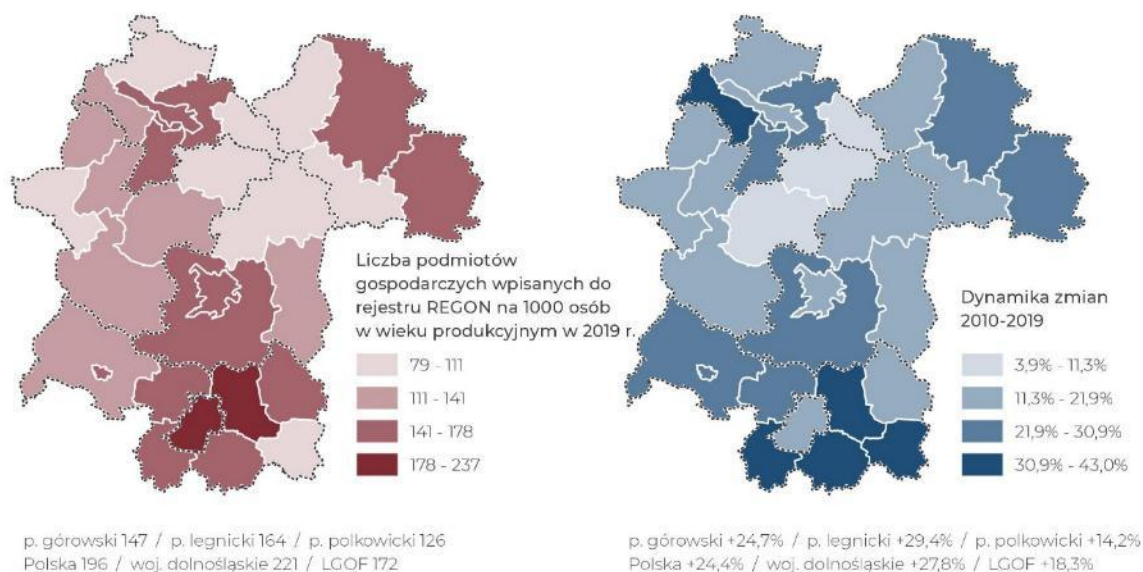 Liczba podmiotów
gospodarczych wpisanych do
rejestru REGON na 1000 osób
w wieku produkcyjnym w 2019 r.
79 - 111
111 - 141
141 - 178
178 - 237
p. górowski 147 / p. legnicki 164 / p. polkowicki 126
Polska 196 / woj. dolnośląskie 221 / LGOF 172
Dynamika zmian
2010-2019
3,9% - 11,3%
11,3% - 21,9%
21,9% - 30,9%
30,9% - 43,0%
p. górowski +24,7% / p. legnicki +29,4% / p. polkowicki +14,2%
Polska +24,4% / woj. dolnośląskie +27,8% / LGOF +18,3%